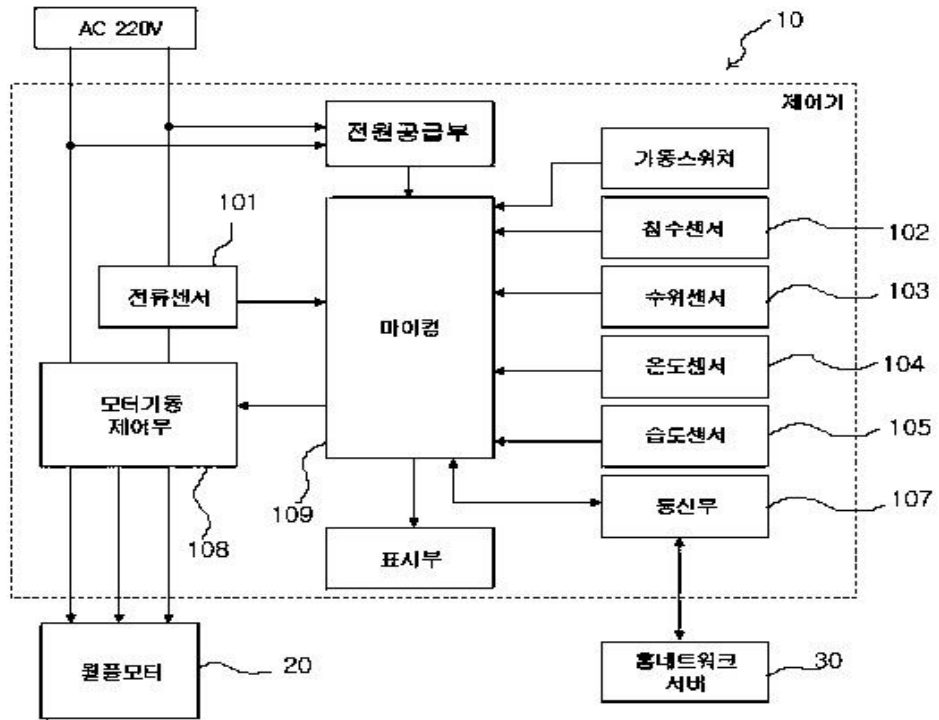 AC 220V
10
제어기
전원공급부
가동스위치
101
침수센서
102
전류센서
수위센서
103
마이컴
온도센서
104
모터기동
제어부
습도센서
105
109
통신부
107
108
표시부
월풀모터
20
홈네트워크
서버
30